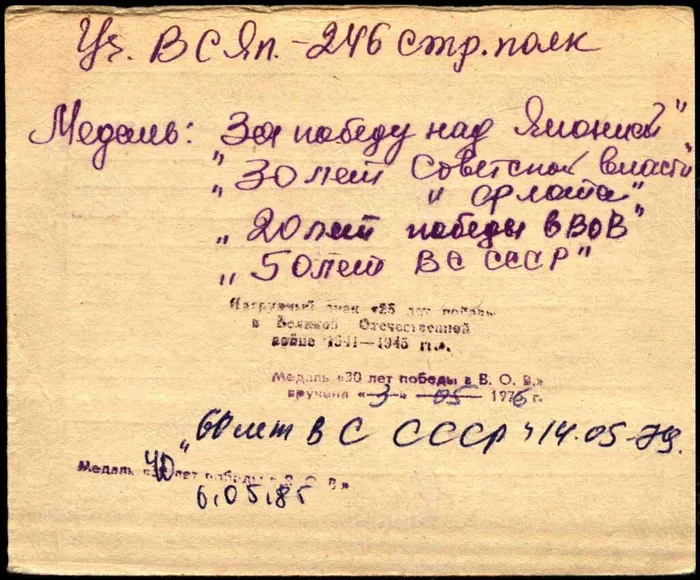 Уч. ВС Яп. - 246 стр. полк
Медаль: За победу над Японией"
"30 лет Советской власти"
" флота"
"20 лет победы в ВОВ"
"50 лет ВС СССР"
Нагрудный знак «25 лет победы
в Великой Отечественной
войне 1941—1945 гг.».
Медаль «30 лет победы в В. О. В.»
вручена «3» 05 1976 г.
"60 лет ВС СССР" 14.05.79.
Медаль «40 лет победы в В. О. В.»
6.05.85